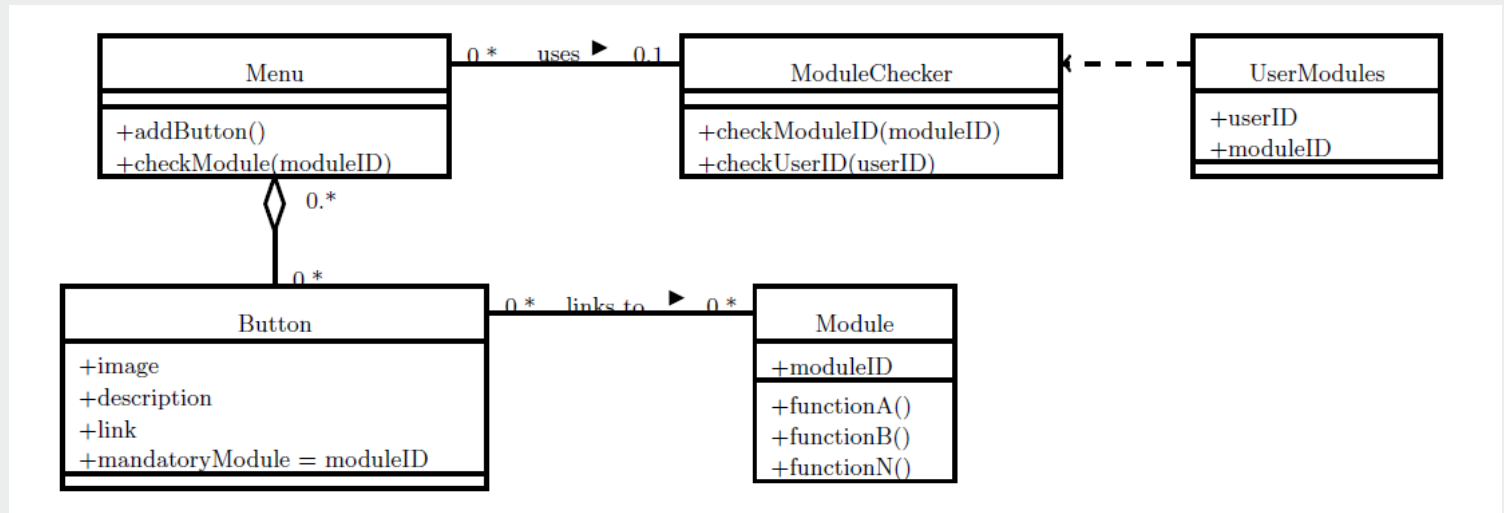 0 * uses ▶ 0.1
Menu
+addButton()
+checkModule(moduleID)
ModuleChecker
+checkModuleID(moduleID)
+checkUserID(userID)
UserModules
+userID
+moduleID
0.*
0 *
Button
+image
+description
+link
+mandatoryModule = moduleID
0 * links to ▶ 0 *
Module
+moduleID
+functionA()
+functionB()
+functionN()